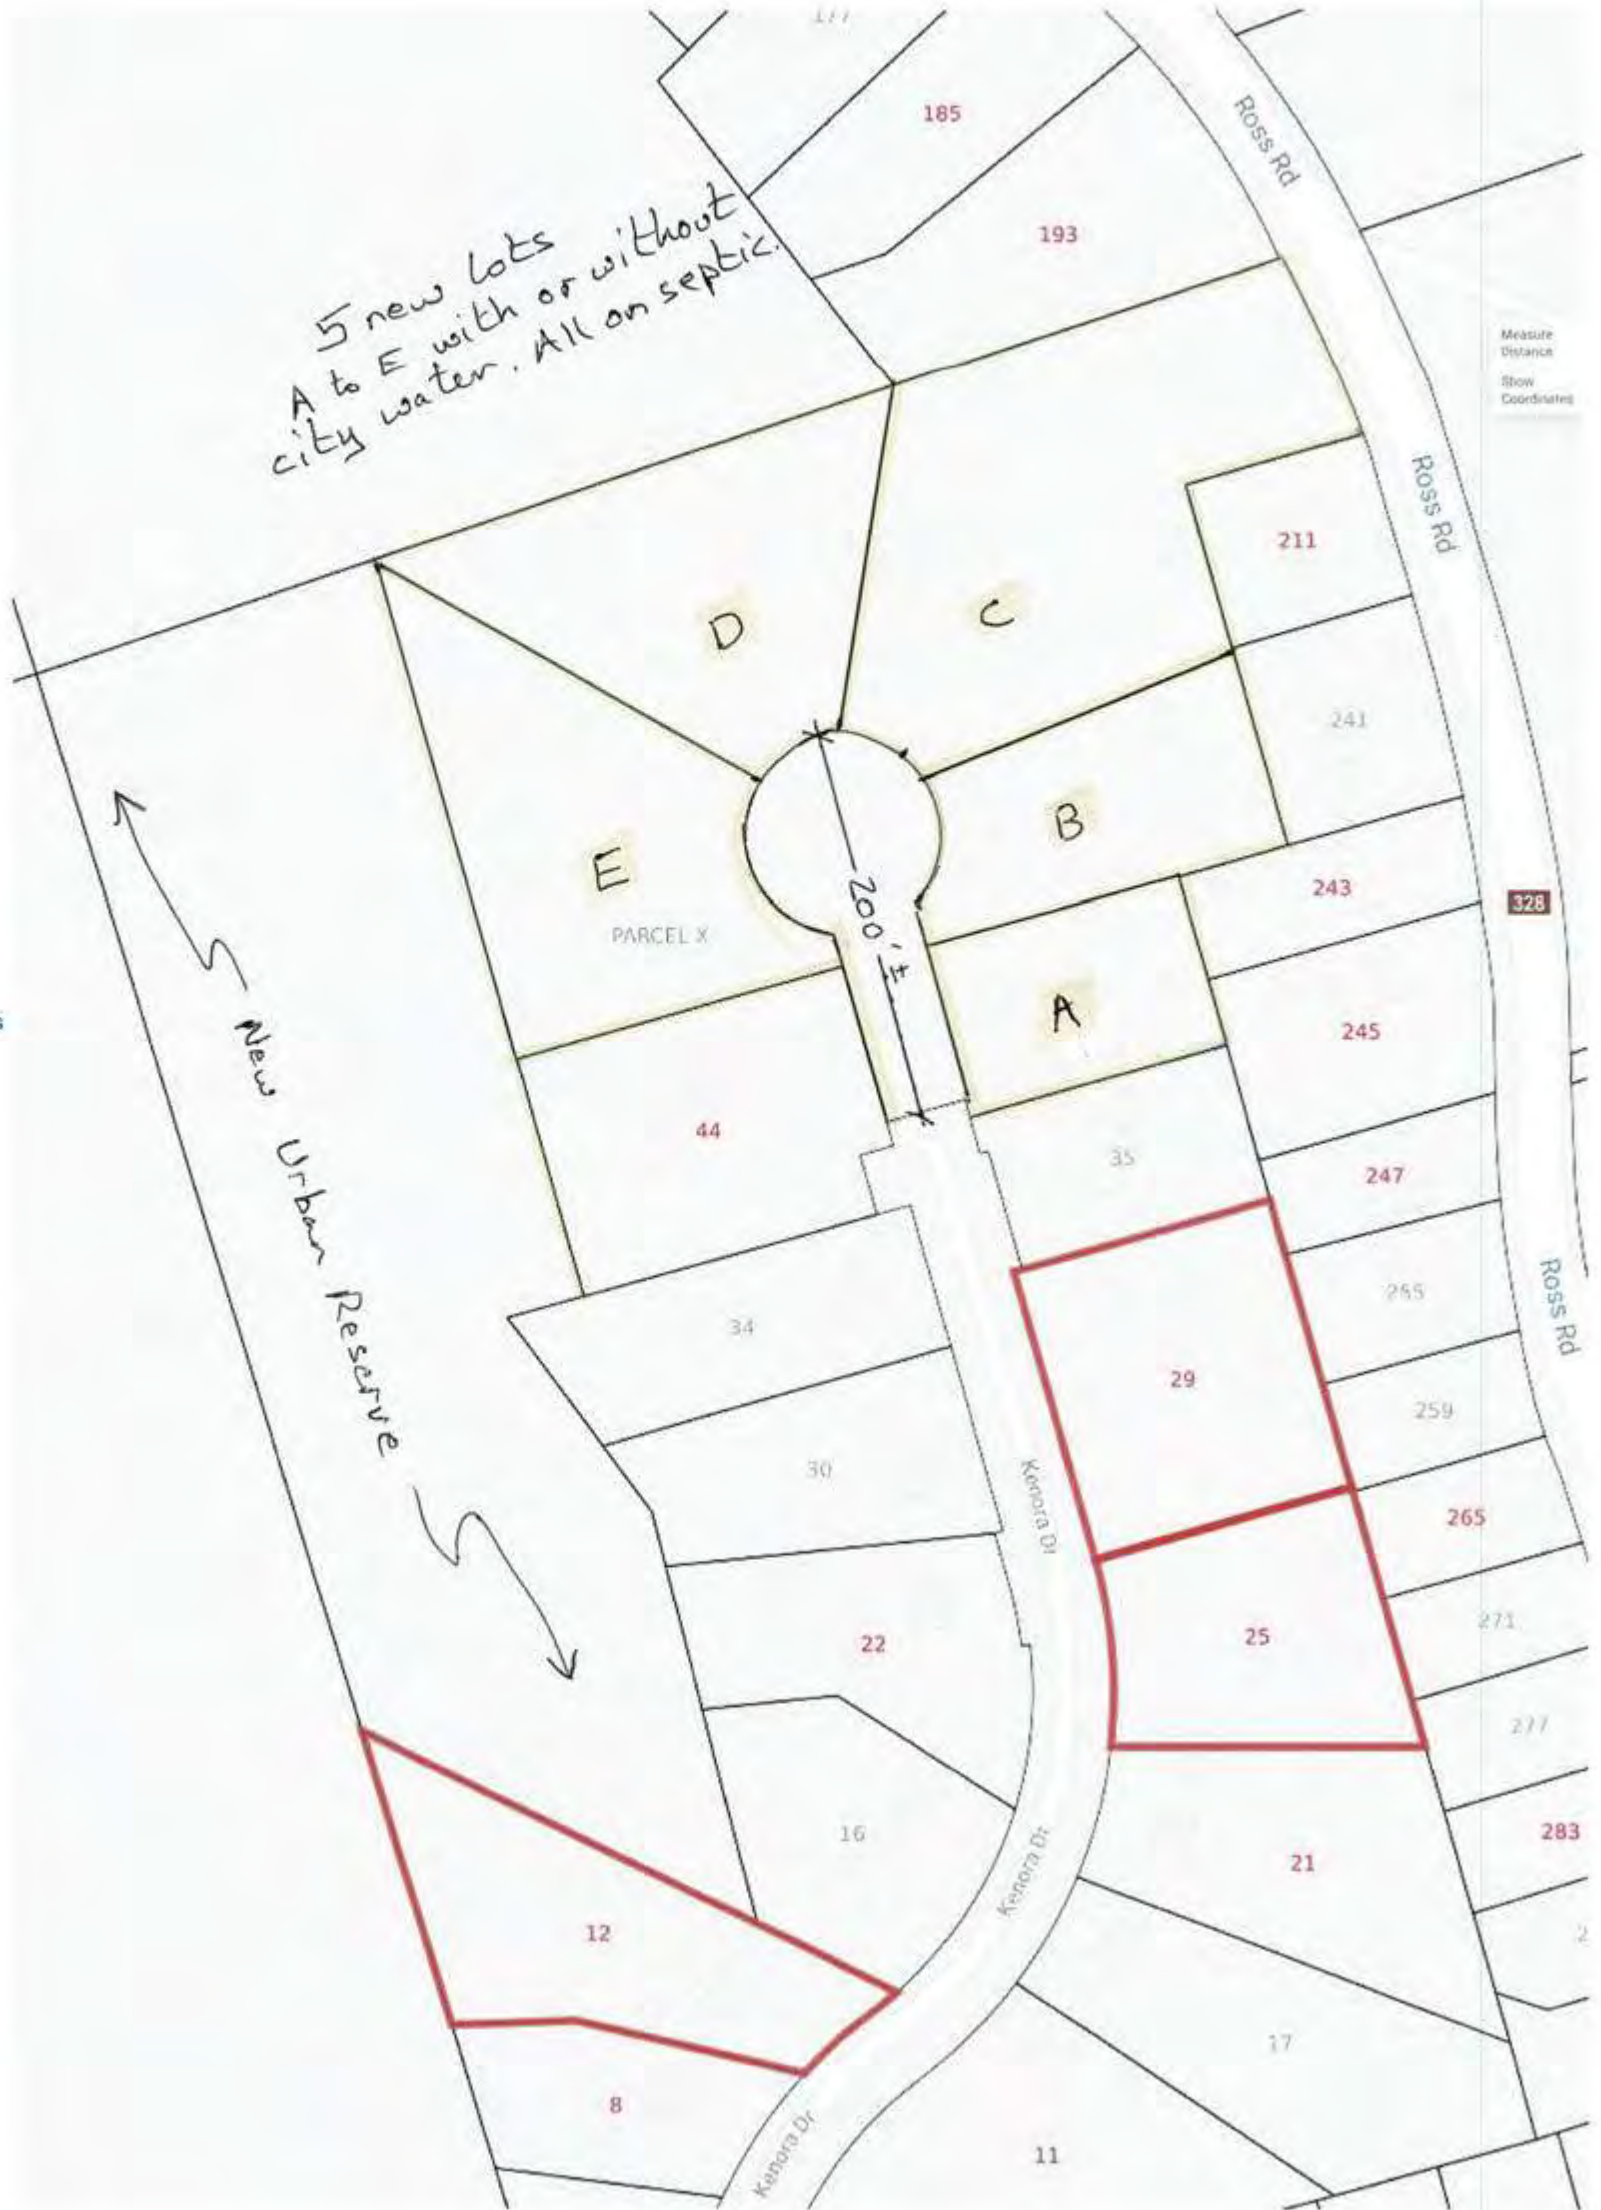 177
185
Ross Rd
193
5 new lots
A to E with or without
city water. All on septic.
Measure
Distance
Show
Coordinates
Ross Rd
211
D
C
241
B
E
243
328
PARCEL X
200'±
A
245
New Urban Reserve
44
35
247
255
Ross Rd
34
29
259
30
Kenora Dr
265
271
25
22
277
16
283
21
Kenora Dr
12
2
17
8
11
Kenora Dr